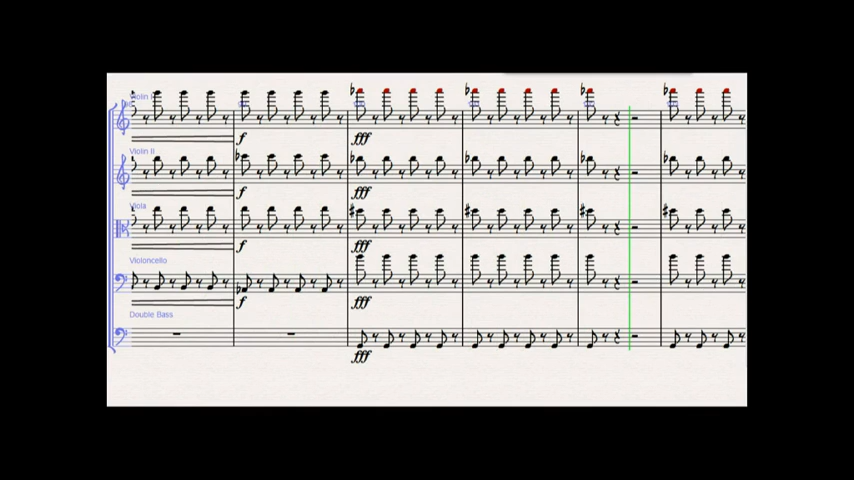 Violin I
f
fff
Violin II
f
fff
Viola
f
fff
Violoncello
f
fff
Double Bass
fff